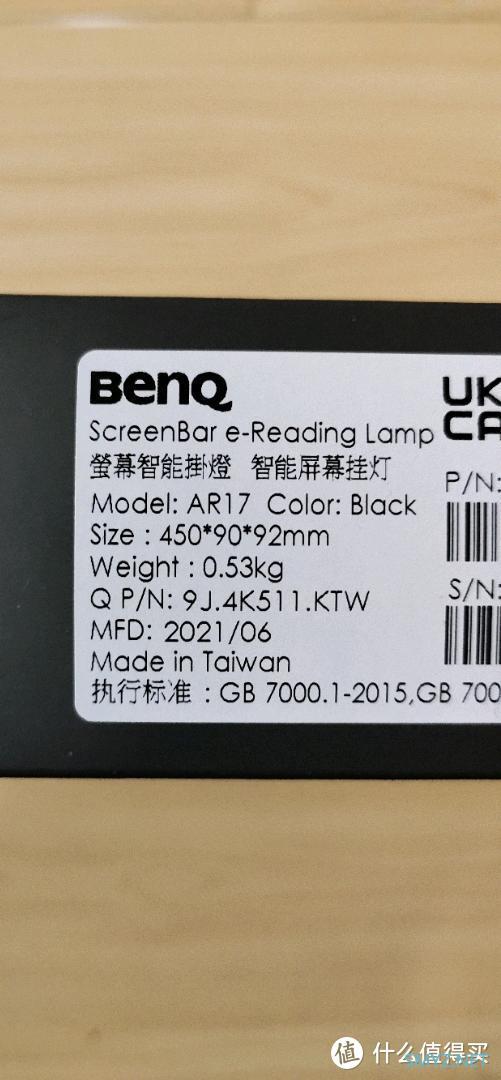 BenQ
ScreenBar e-Reading Lamp
螢幕智能掛燈 智能屏幕挂灯
Model: AR17 Color: Black
Size : 450*90*92mm
Weight : 0.53kg
Q P/N: 9J.4K511.KTW
MFD: 2021/06
Made in Taiwan
执行标准 : GB 7000.1-2015,GB 700
UK
CA
P/N:
S/N:
值 什么值得买